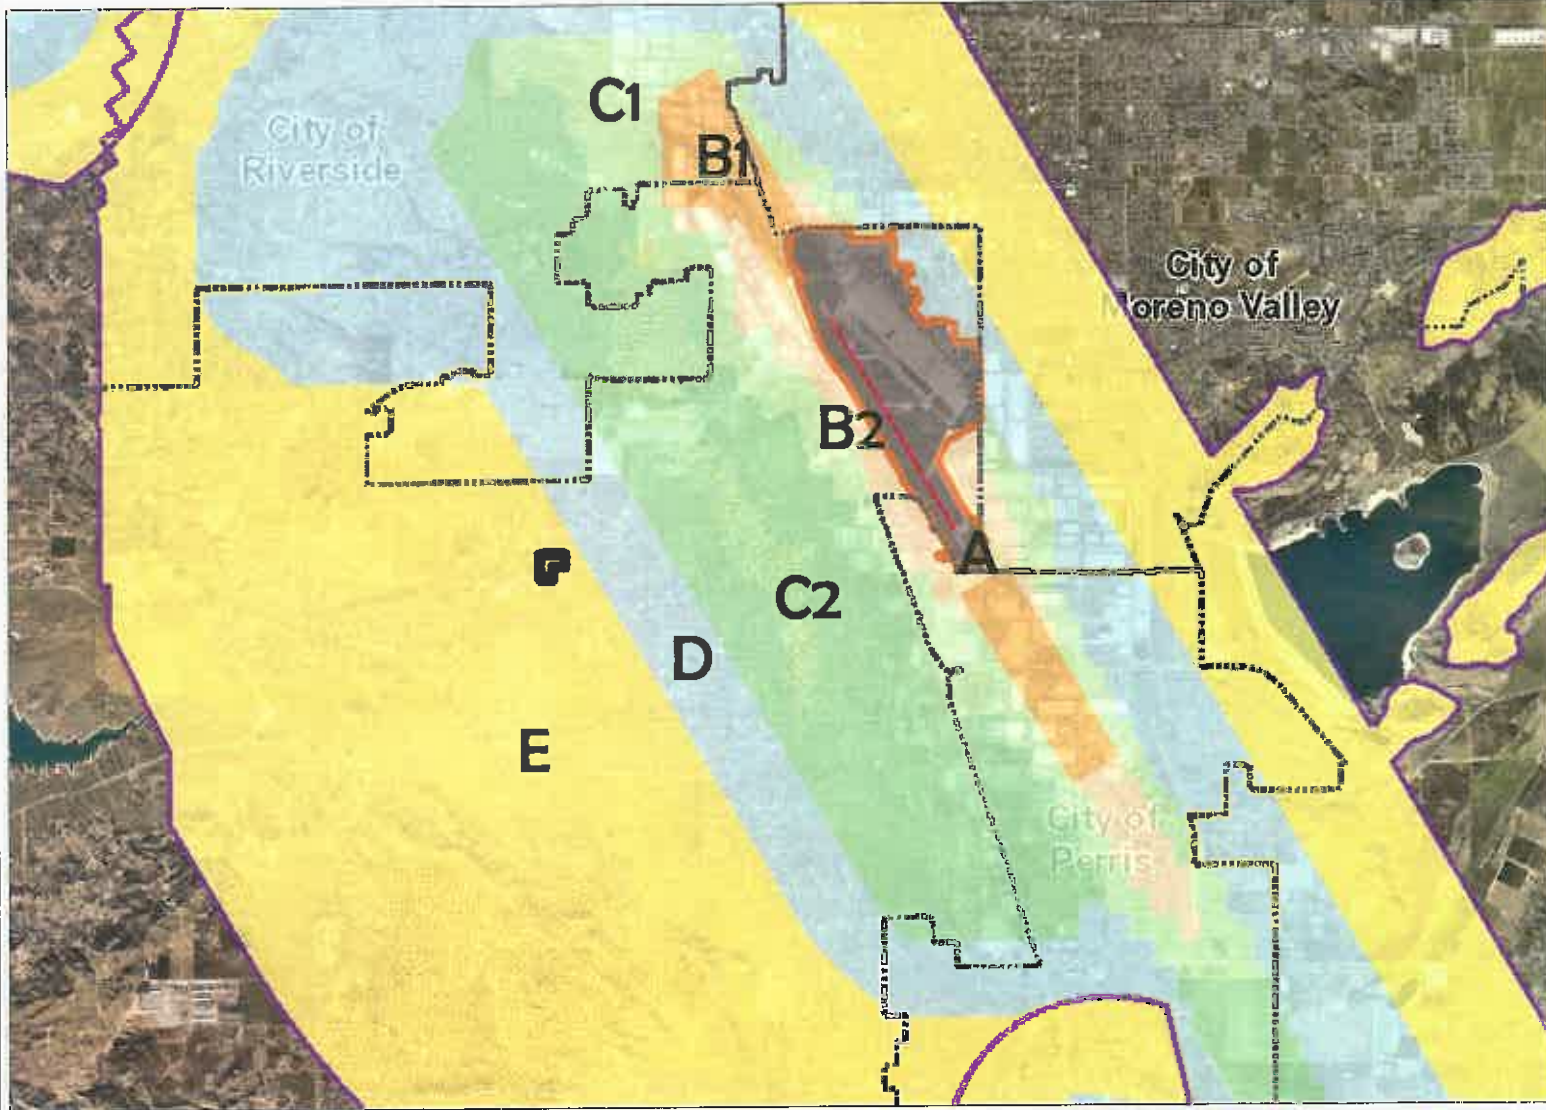 C1
City of
Riverside
B1
City of
Moreno Valley
B2
A
C2
D
E
City of
Perris